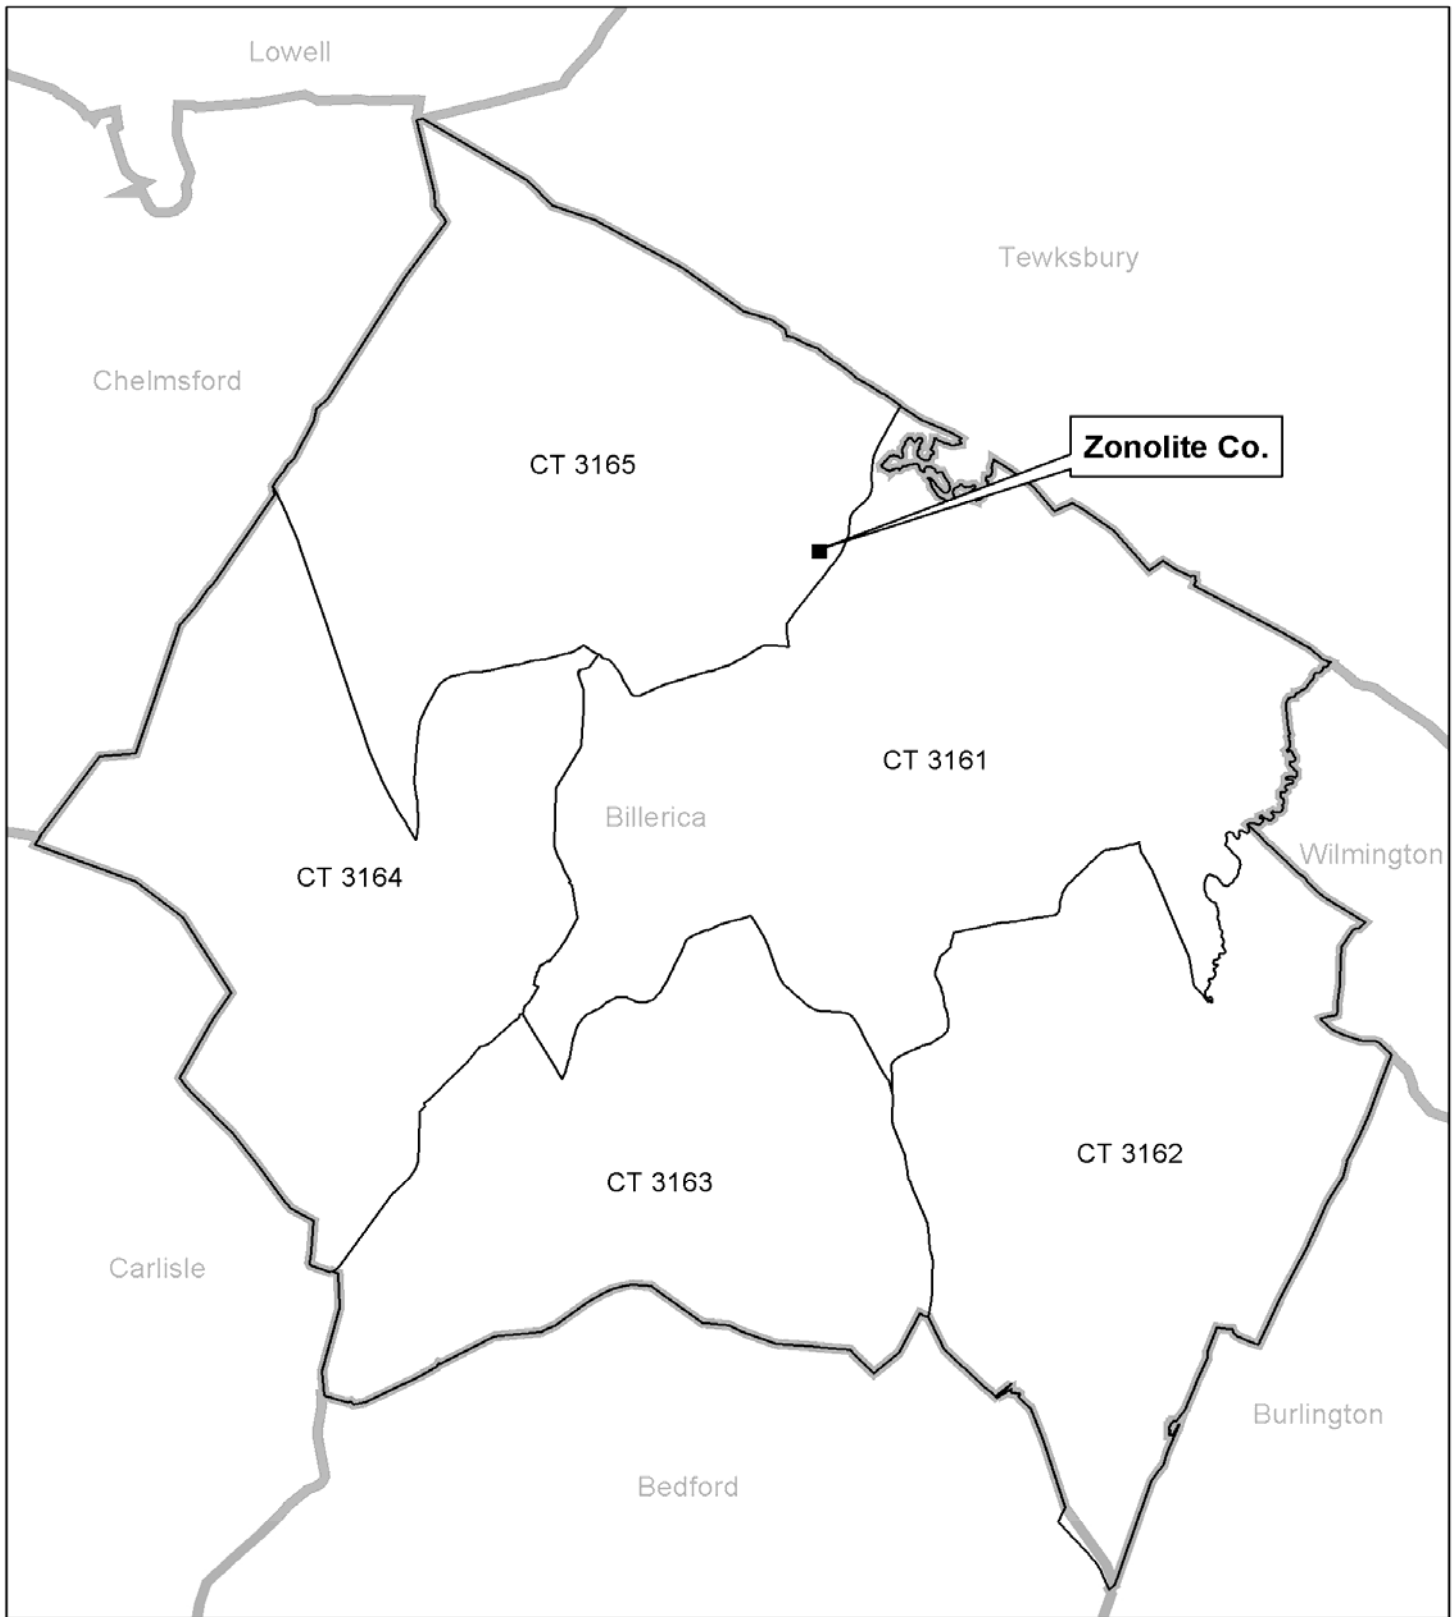 Lowell
Tewksbury
Chelmsford
Zonolite Co.
CT 3165
CT 3161
Billerica
Wilmington
CT 3164
CT 3162
CT 3163
Carlisle
Burlington
Bedford